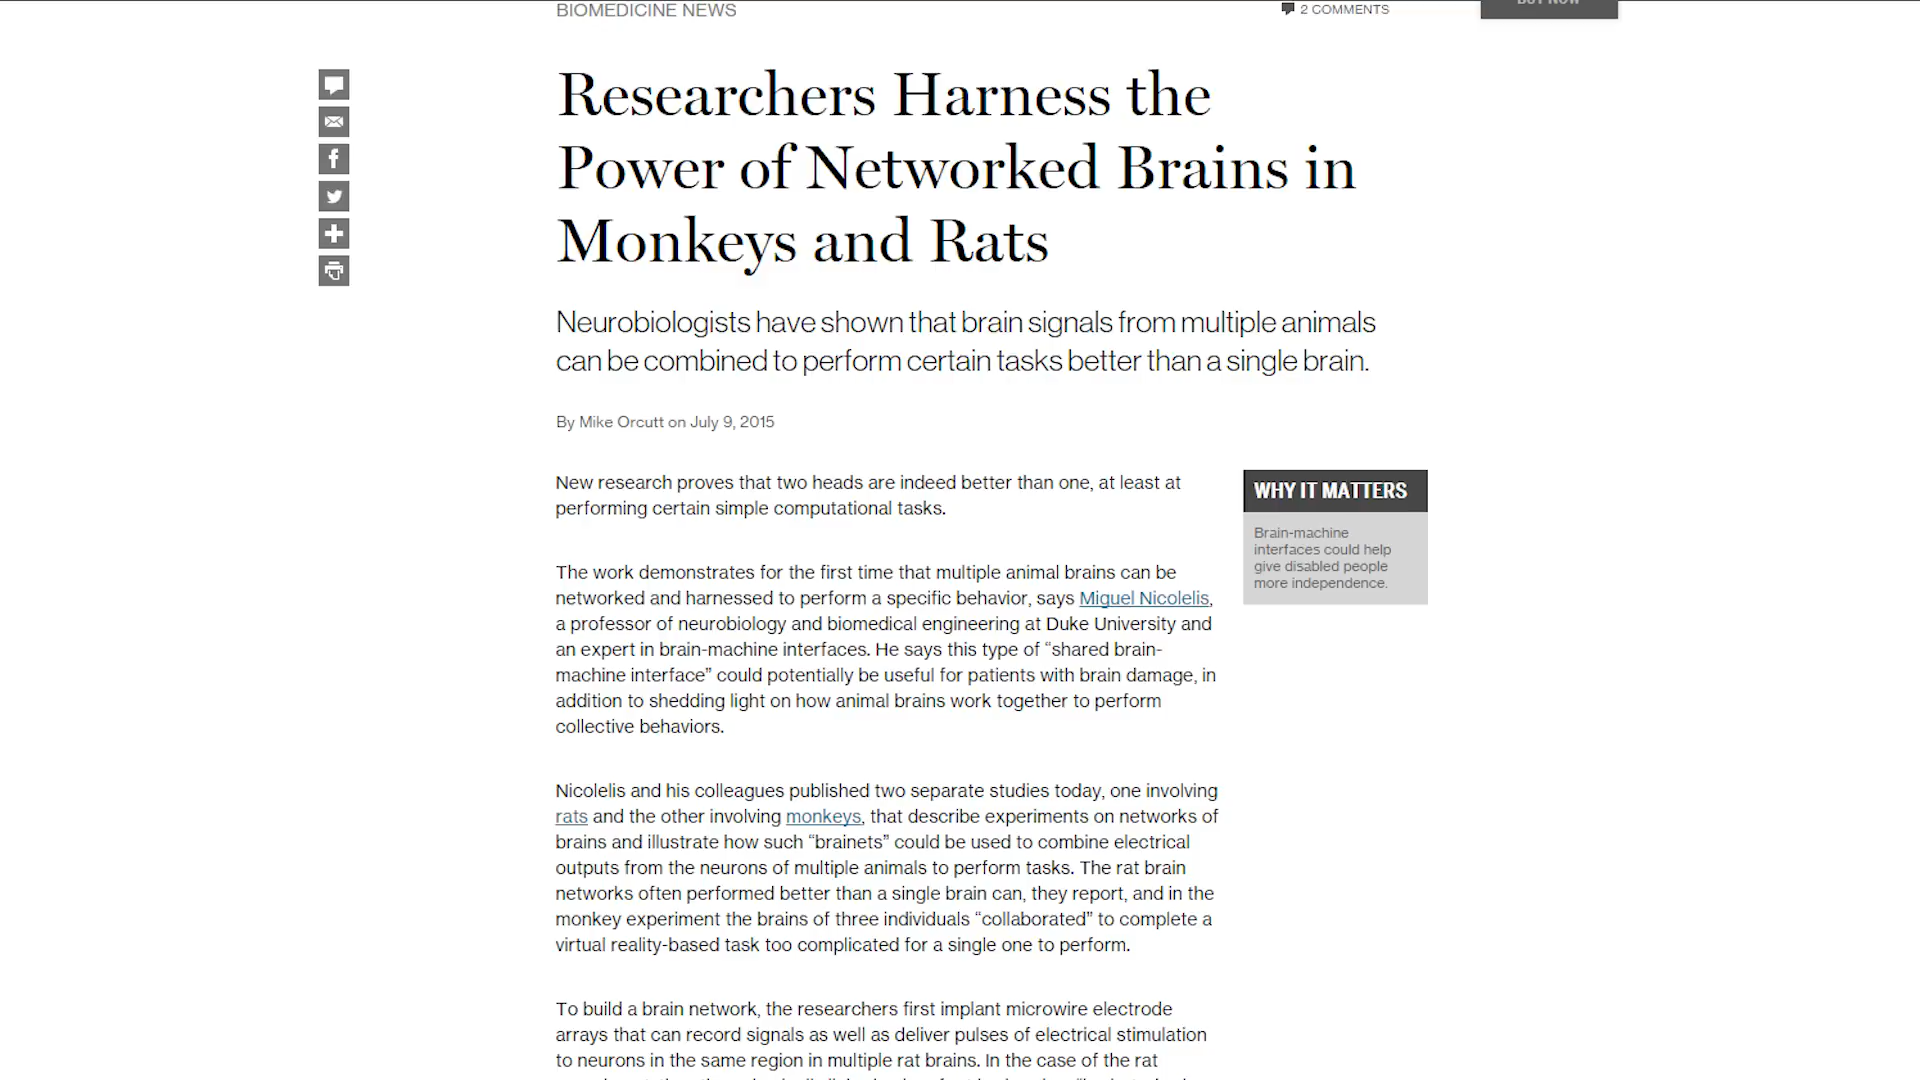 BIOMEDICINE NEWS
2 COMMENTS
Researchers Harness the
Power of Networked Brains in
Monkeys and Rats
Neurobiologists have shown that brain signals from multiple animals
can be combined to perform certain tasks better than a single brain.
By Mike Orcutt on July 9, 2015
New research proves that two heads are indeed better than one, at least at
performing certain simple computational tasks.
WHY IT MATTERS
Brain-machine
interfaces could help
give disabled people
more independence.
The work demonstrates for the first time that multiple animal brains can be
networked and harnessed to perform a specific behavior, says Miguel Nicolelis,
a professor of neurobiology and biomedical engineering at Duke University and
an expert in brain-machine interfaces. He says this type of “shared brain-
machine interface” could potentially be useful for patients with brain damage, in
addition to shedding light on how animal brains work together to perform
collective behaviors.
Nicolelis and his colleagues published two separate studies today, one involving
rats and the other involving monkeys, that describe experiments on networks of
brains and illustrate how such “brainets” could be used to combine electrical
outputs from the neurons of multiple animals to perform tasks. The rat brain
networks often performed better than a single brain can, they report, and in the
monkey experiment the brains of three individuals “collaborated” to complete a
virtual reality-based task too complicated for a single one to perform.
To build a brain network, the researchers first implant microwire electrode
arrays that can record signals as well as deliver pulses of electrical stimulation
to neurons in the same region in multiple rat brains. In the case of the rat